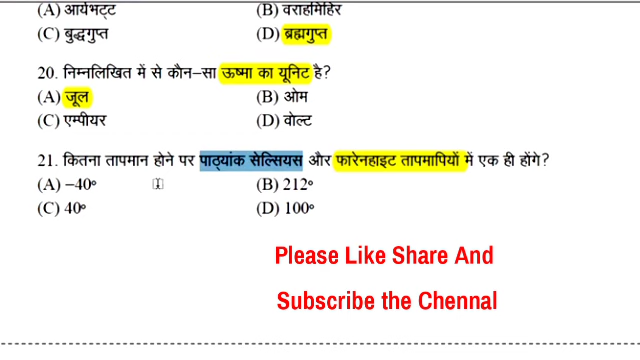 (A) आर्यभट्ट (B) वराहमिहिर
(C) बुद्धगुप्त (D) ब्रह्मगुप्त
20. निम्नलिखित में से कौन-सा ऊष्मा का यूनिट है?
(A) जूल (B) ओम
(C) एम्पीयर (D) वोल्ट
21. कितना तापमान होने पर पाठ्यांक सेल्सियस और फारेनहाइट तापमापियों में एक ही होंगे?
(A) –40° (B) 212°
(C) 40° (D) 100°
Please Like Share And
Subscribe the Chennal